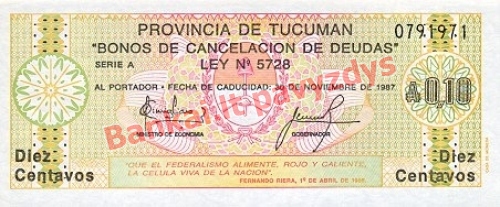 PROVINCIA DE TUCUMAN
0791971
"BONOS DE CANCELACION DE DEUDAS"
SERIE A
LEY Nº 5728
AL PORTADOR - FECHA DE CADUCIDAD: 30 DE NOVIEMBRE DE 1987
₳ 0,10
MINISTRO DE ECONOMIA
GOBERNADOR
Diez
Centavos
Diez
Centavos
"QUE EL FEDERALISMO ALIMENTE, ROJO Y CALIENTE,
LA CELULA VIVA DE LA NACION".
FERNANDO RIERA, 1º DE ABRIL DE